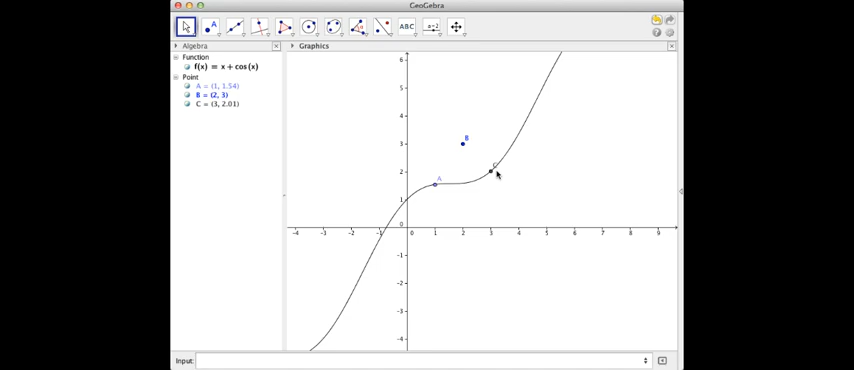 GeoGebra
A
ABC
a=2
Algebra
Graphics
Function
f(x) = x + cos(x)
Point
A = (1, 1.54)
B = (2, 3)
C = (3, 2.01)
6
5
4
3
B
2
C
A
1
0
-4 -3 -2 -1 0 1 2 3 4 5 6 7 8 9
-1
-2
-3
-4
Input: